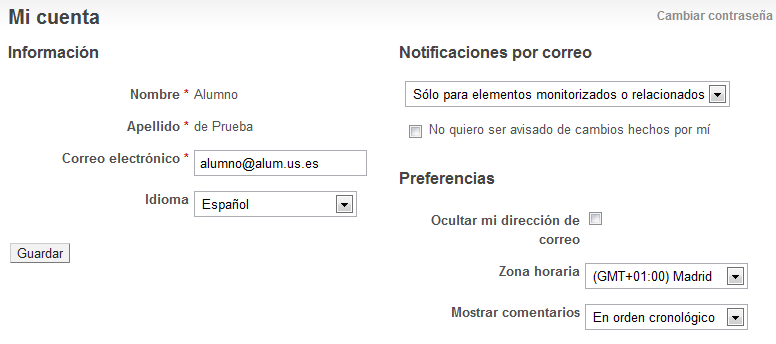 Mi cuenta
Cambiar contraseña
Información
Nombre * Alumno
Apellido * de Prueba
Correo electrónico * alumno@alum.us.es
Idioma Español
Guardar
Notificaciones por correo
Sólo para elementos monitorizados o relacionados
No quiero ser avisado de cambios hechos por mí
Preferencias
Ocultar mi dirección de
correo
Zona horaria (GMT+01:00) Madrid
Mostrar comentarios En orden cronológico